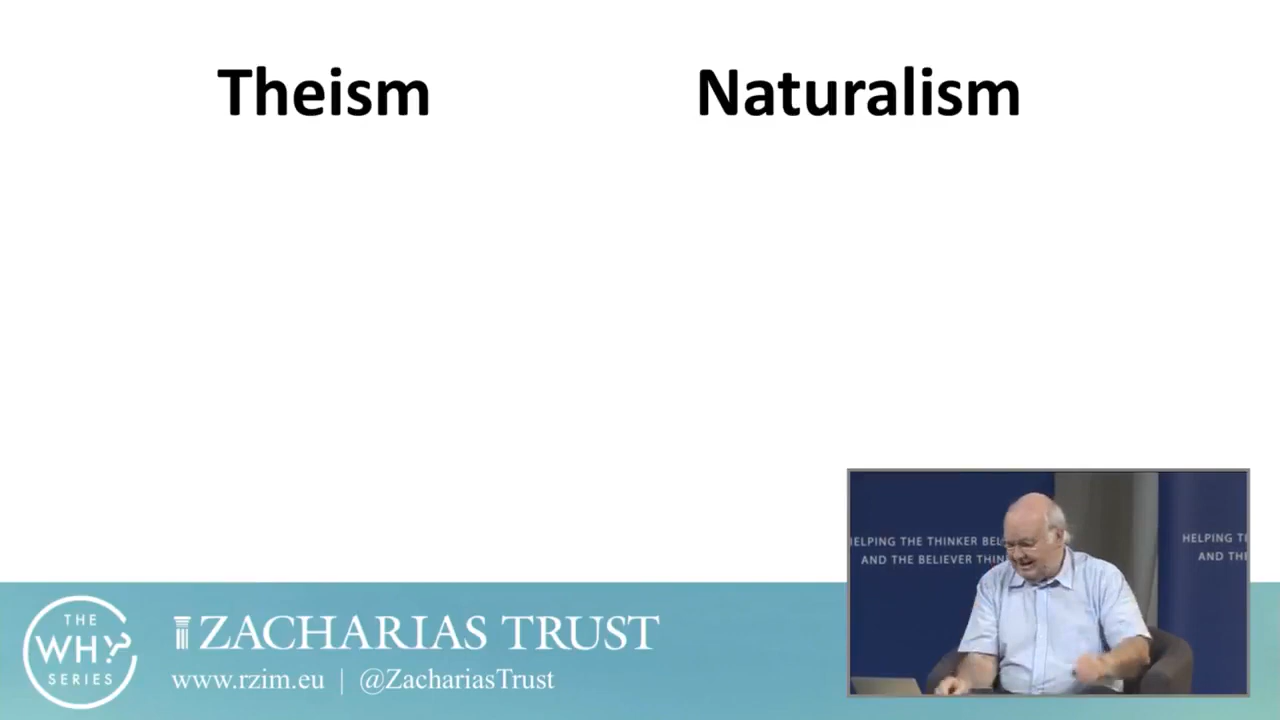 Theism
Naturalism
HELPING THE THINKER BEL
AND THE BELIEVER THIN
HELPING T
AND THE
THE
WHY?
SERIES
ZACHARIAS TRUST
www.rzim.eu | @ZachariasTrust